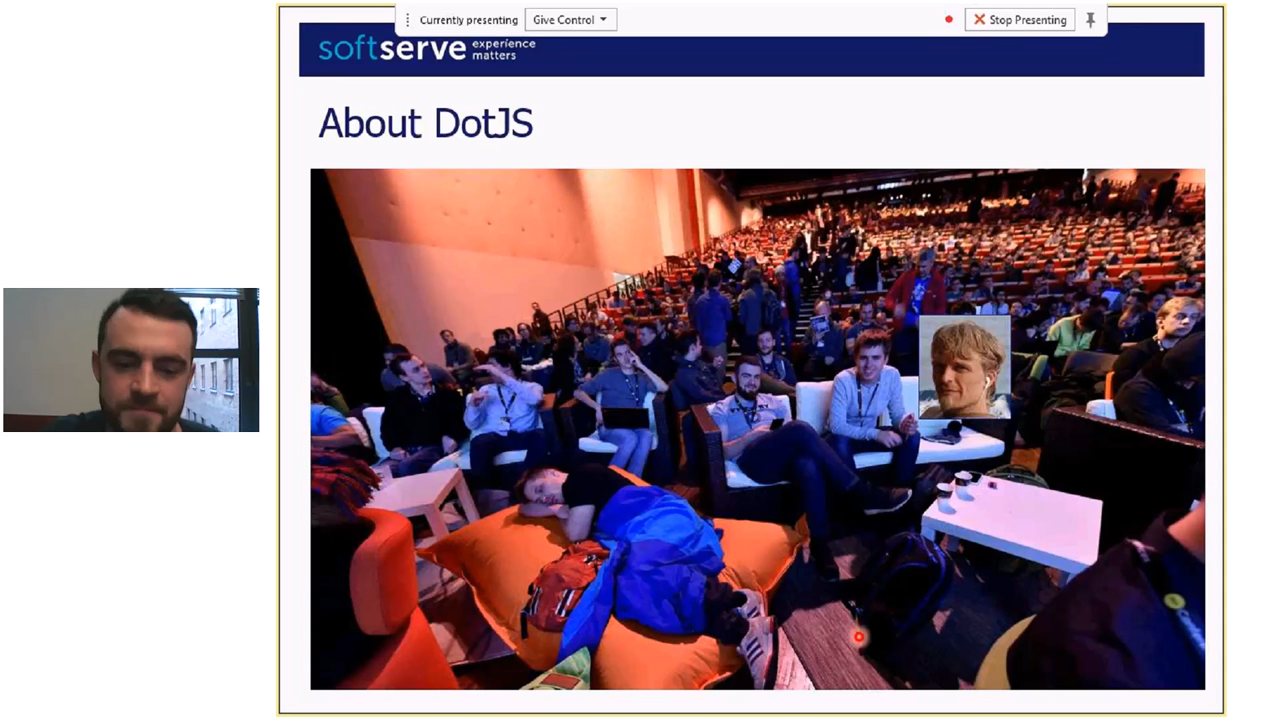 Currently presenting
Give Control
Stop Presenting
softserve
experience
matters
About DotJS